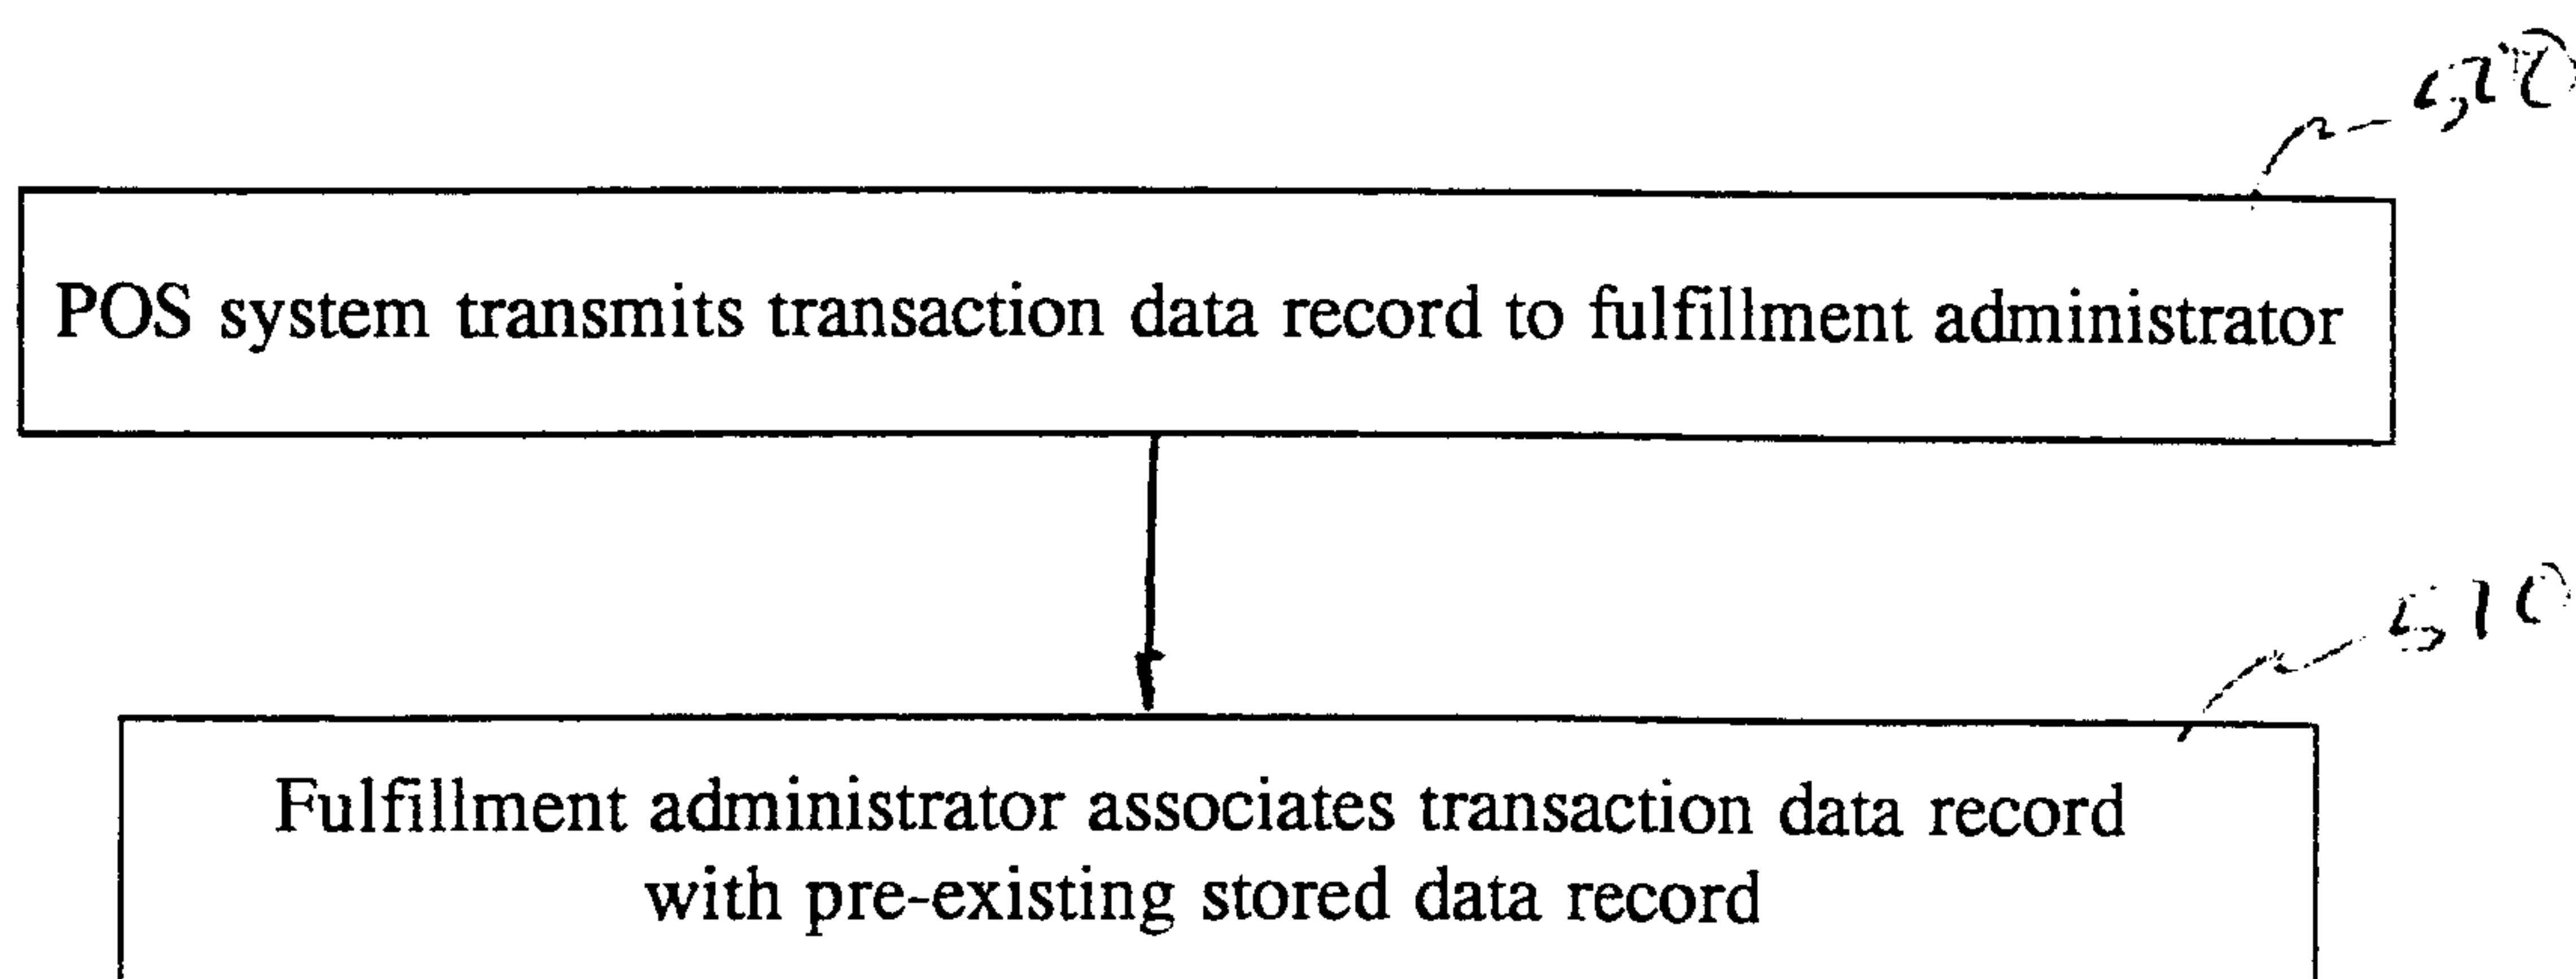 POS system transmits transaction data record to fulfillment administrator
510
Fulfillment administrator associates transaction data record
with pre-existing stored data record